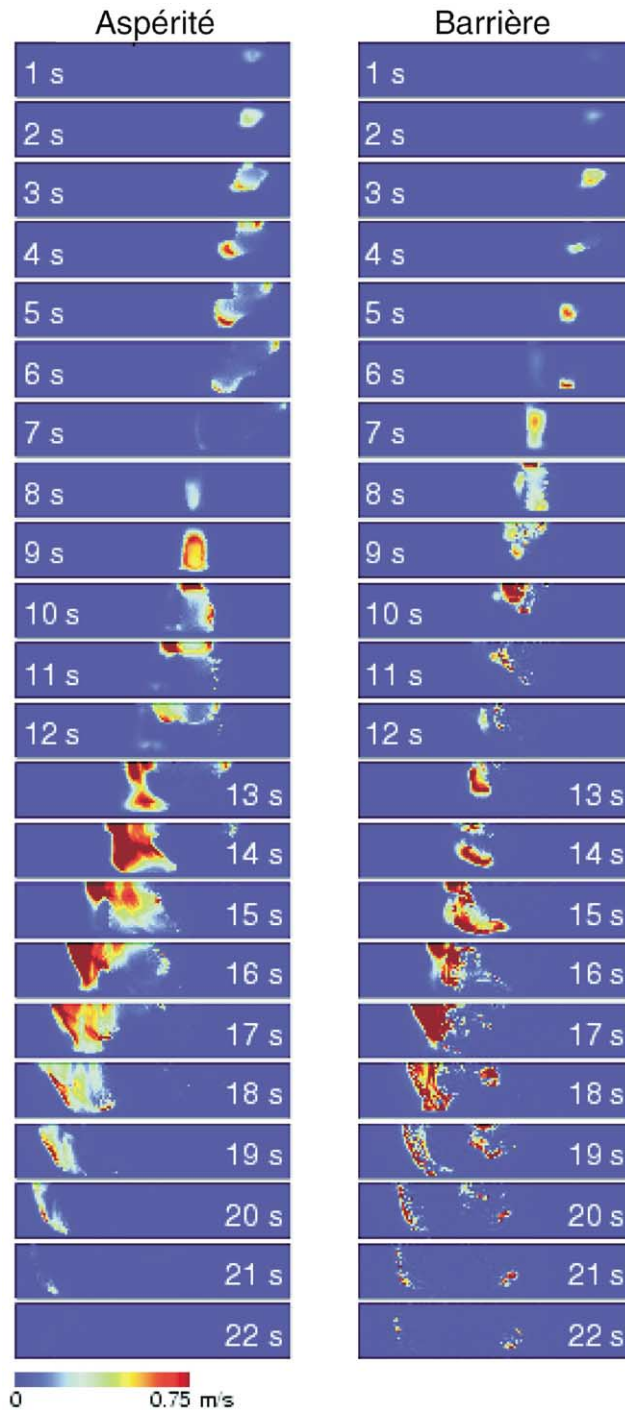 Aspérité Barrière
1 s 1 s
2 s 2 s
3 s 3 s
4 s 4 s
5 s 5 s
6 s 6 s
7 s 7 s
8 s 8 s
9 s 9 s
10 s 10 s
11 s 11 s
12 s 12 s
13 s 13 s
14 s 14 s
15 s 15 s
16 s 16 s
17 s 17 s
18 s 18 s
19 s 19 s
20 s 20 s
21 s 21 s
22 s 22 s
0 0.75 m/s